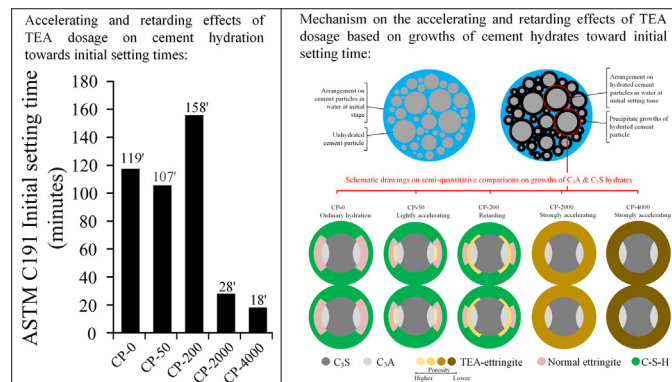 Accelerating and retarding effects of
TEA dosage on cement hydration
towards initial setting times:
ASTM C191 Initial setting time
(minutes)
180
160
140
120
100
80
60
40
20
0
119'
107'
158'
28'
18'
CP-0
CP-50
CP-200
CP-2000
CP-4000
Mechanism on the accelerating and retarding effects of TEA
dosage based on growths of cement hydrates toward initial
setting time:
Arrangement on
cement particles in
water at initial
stage
Unhydrated
cement particle
Arrangement on
hydrated cement
particles in water at
initial setting time
Precipitate growths of
hydrated cement
particle
Schematic drawings on semi-quantitative comparisons on growths of C₃A & C₃S hydrates
CP-0
Ordinary hydration
CP-50
Lightly accelerating
CP-200
Retarding
CP-2000
Strongly accelerating
CP-4000
Strongly accelerating
C₃S
C₃A
TEA-ettringite
Normal ettringite
C-S-H
Porosity
Higher
Lower